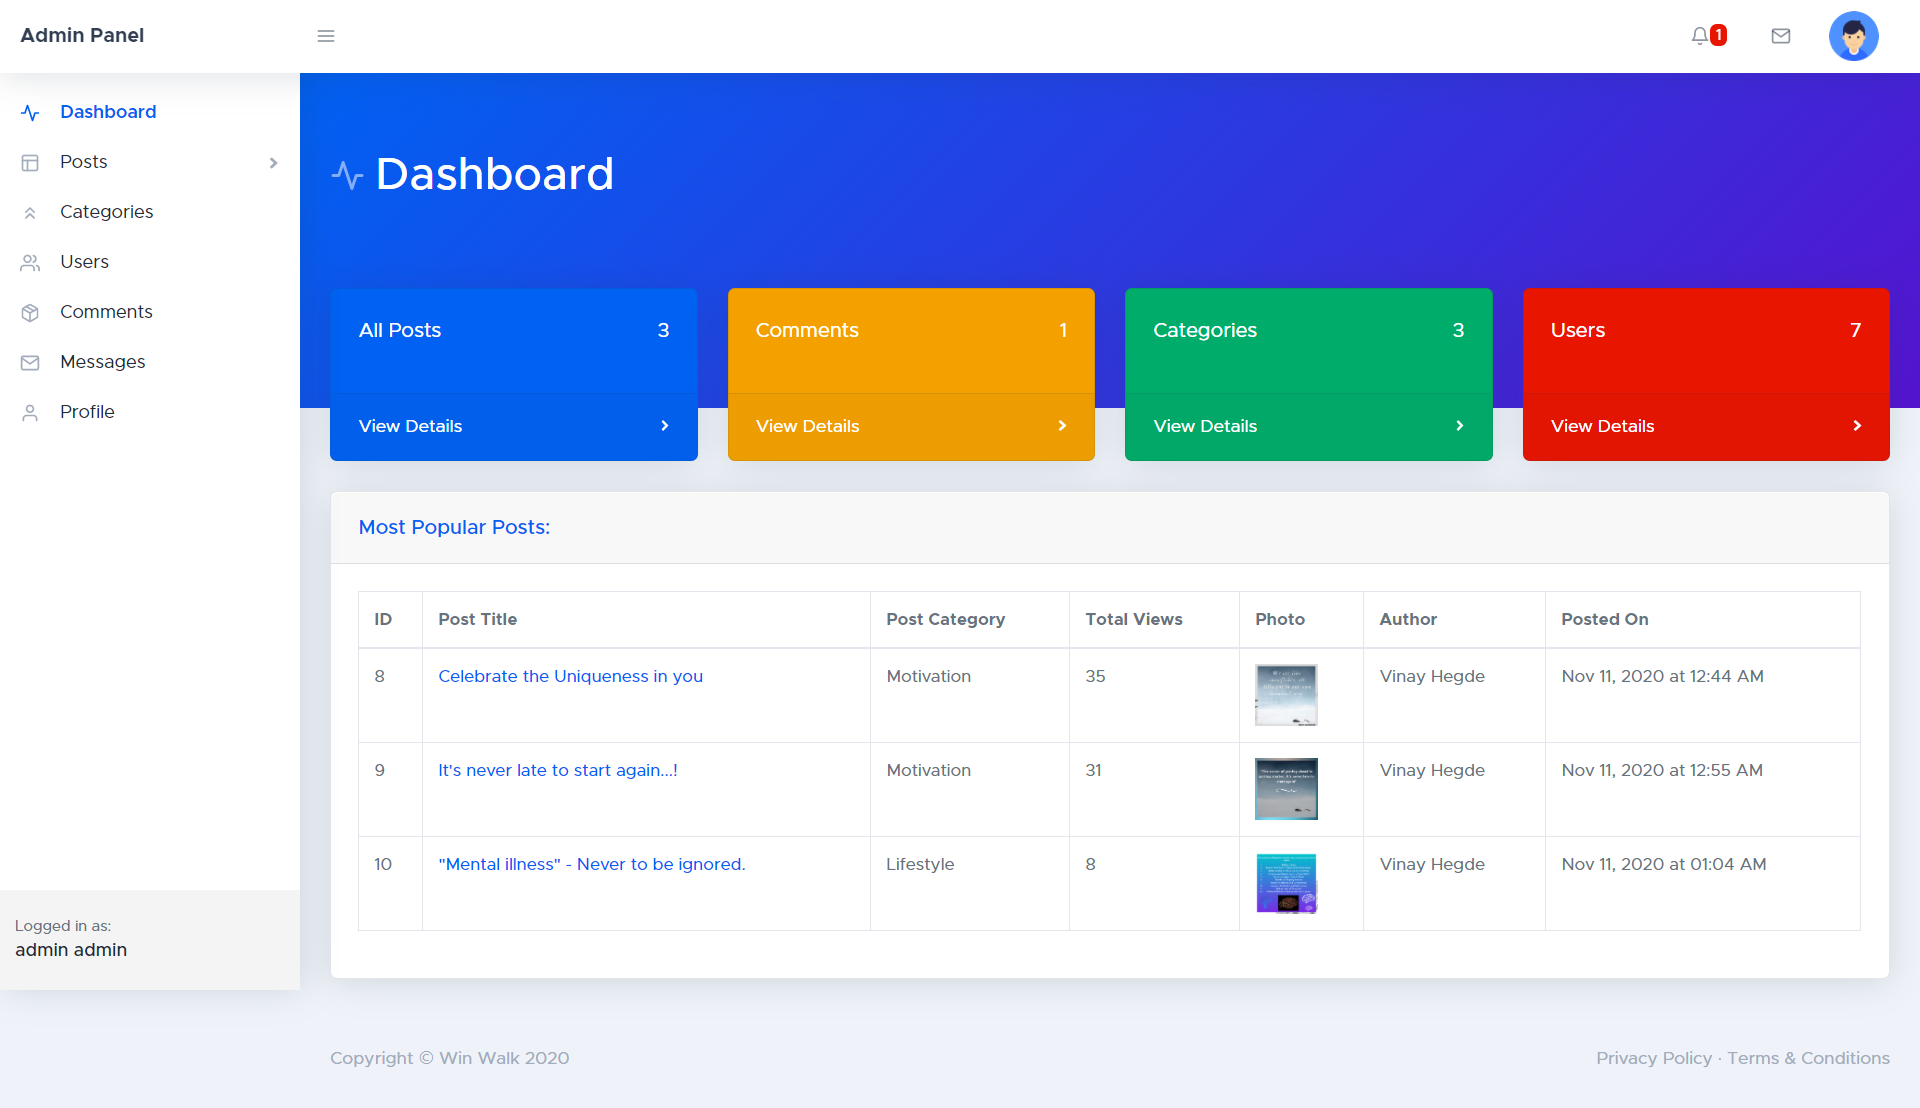 Admin Panel
1
Dashboard
Posts
Categories
Users
Comments
Messages
Profile
Logged in as:
admin admin
Dashboard
All Posts 3
View Details
Comments 1
View Details
Categories 3
View Details
Users 7
View Details
Most Popular Posts:
ID Post Title Post Category Total Views Photo Author Posted On
8 Celebrate the Uniqueness in you Motivation 35 Vinay Hegde Nov 11, 2020 at 12:44 AM
9 It's never late to start again...! Motivation 31 Vinay Hegde Nov 11, 2020 at 12:55 AM
10 "Mental illness" - Never to be ignored. Lifestyle 8 Vinay Hegde Nov 11, 2020 at 01:04 AM
Copyright © Win Walk 2020
Privacy Policy · Terms & Conditions